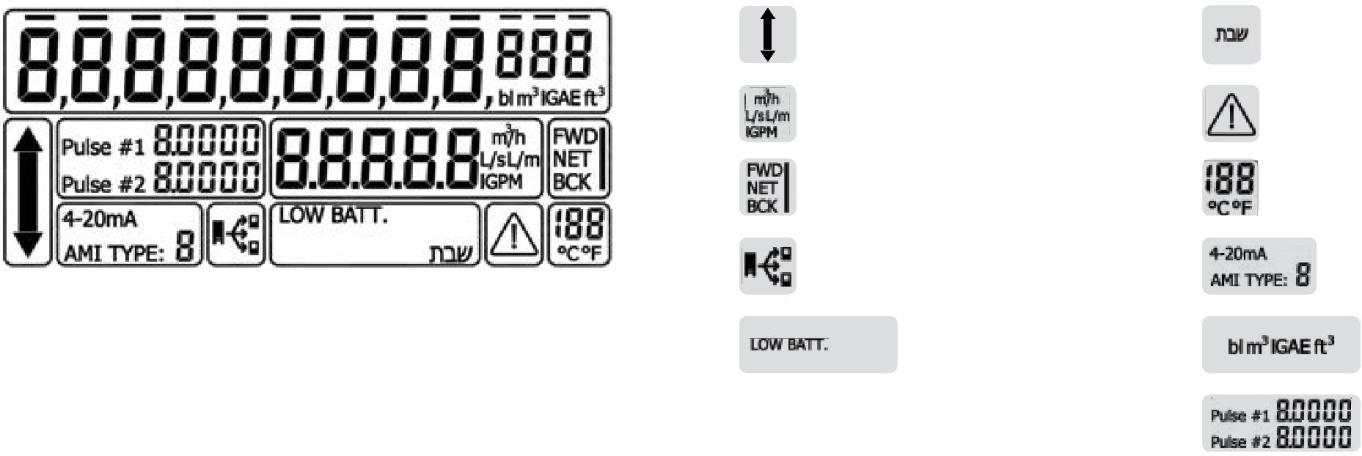 8,8,8,8,8,8,8,8,8,8,888
bl m³ IGAE ft³
Pulse #1 8.0000
Pulse #2 8.0000
8.8.8.8.8
m³/h
L/sL/m
IGPM
FWD
NET
BCK
4-20mA
AMI TYPE: 8
LOW BATT.
שבת
188
°C°F
m³/h
L/sL/m
IGPM
FWD
NET
BCK
LOW BATT.
שבת
188
°C°F
4-20mA
AMI TYPE: 8
bl m³ IGAE ft³
Pulse #1 8.0000
Pulse #2 8.0000